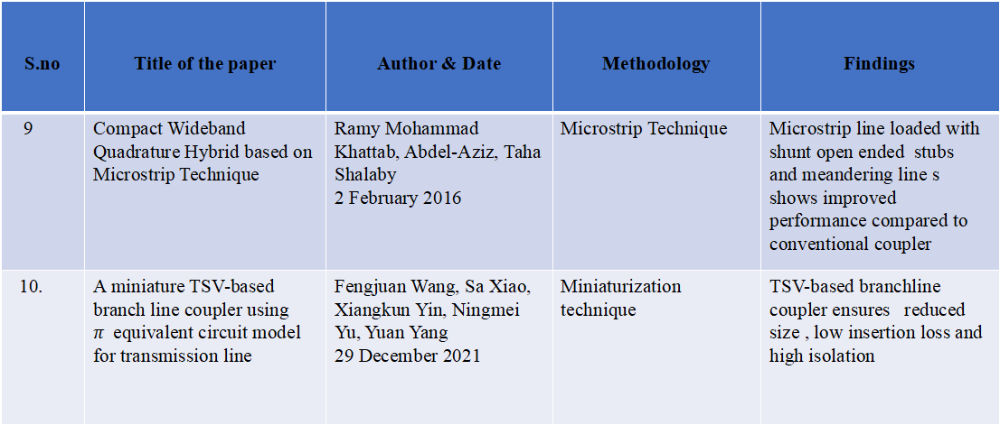 S.no Title of the paper Author & Date Methodology Findings
9
Compact Wideband
Quadrature Hybrid based on
Microstrip Technique
Ramy Mohammad
Khattab, Abdel-Aziz, Taha
Shalaby
2 February 2016
Microstrip Technique
Microstrip line loaded with
shunt open ended stubs
and meandering line s
shows improved
performance compared to
conventional coupler
10.
A miniature TSV-based
branch line coupler using
π equivalent circuit model
for transmission line
Fengjuan Wang, Sa Xiao,
Xiangkun Yin, Ningmei
Yu, Yuan Yang
29 December 2021
Miniaturization
technique
TSV-based branchline
coupler ensures reduced
size , low insertion loss and
high isolation